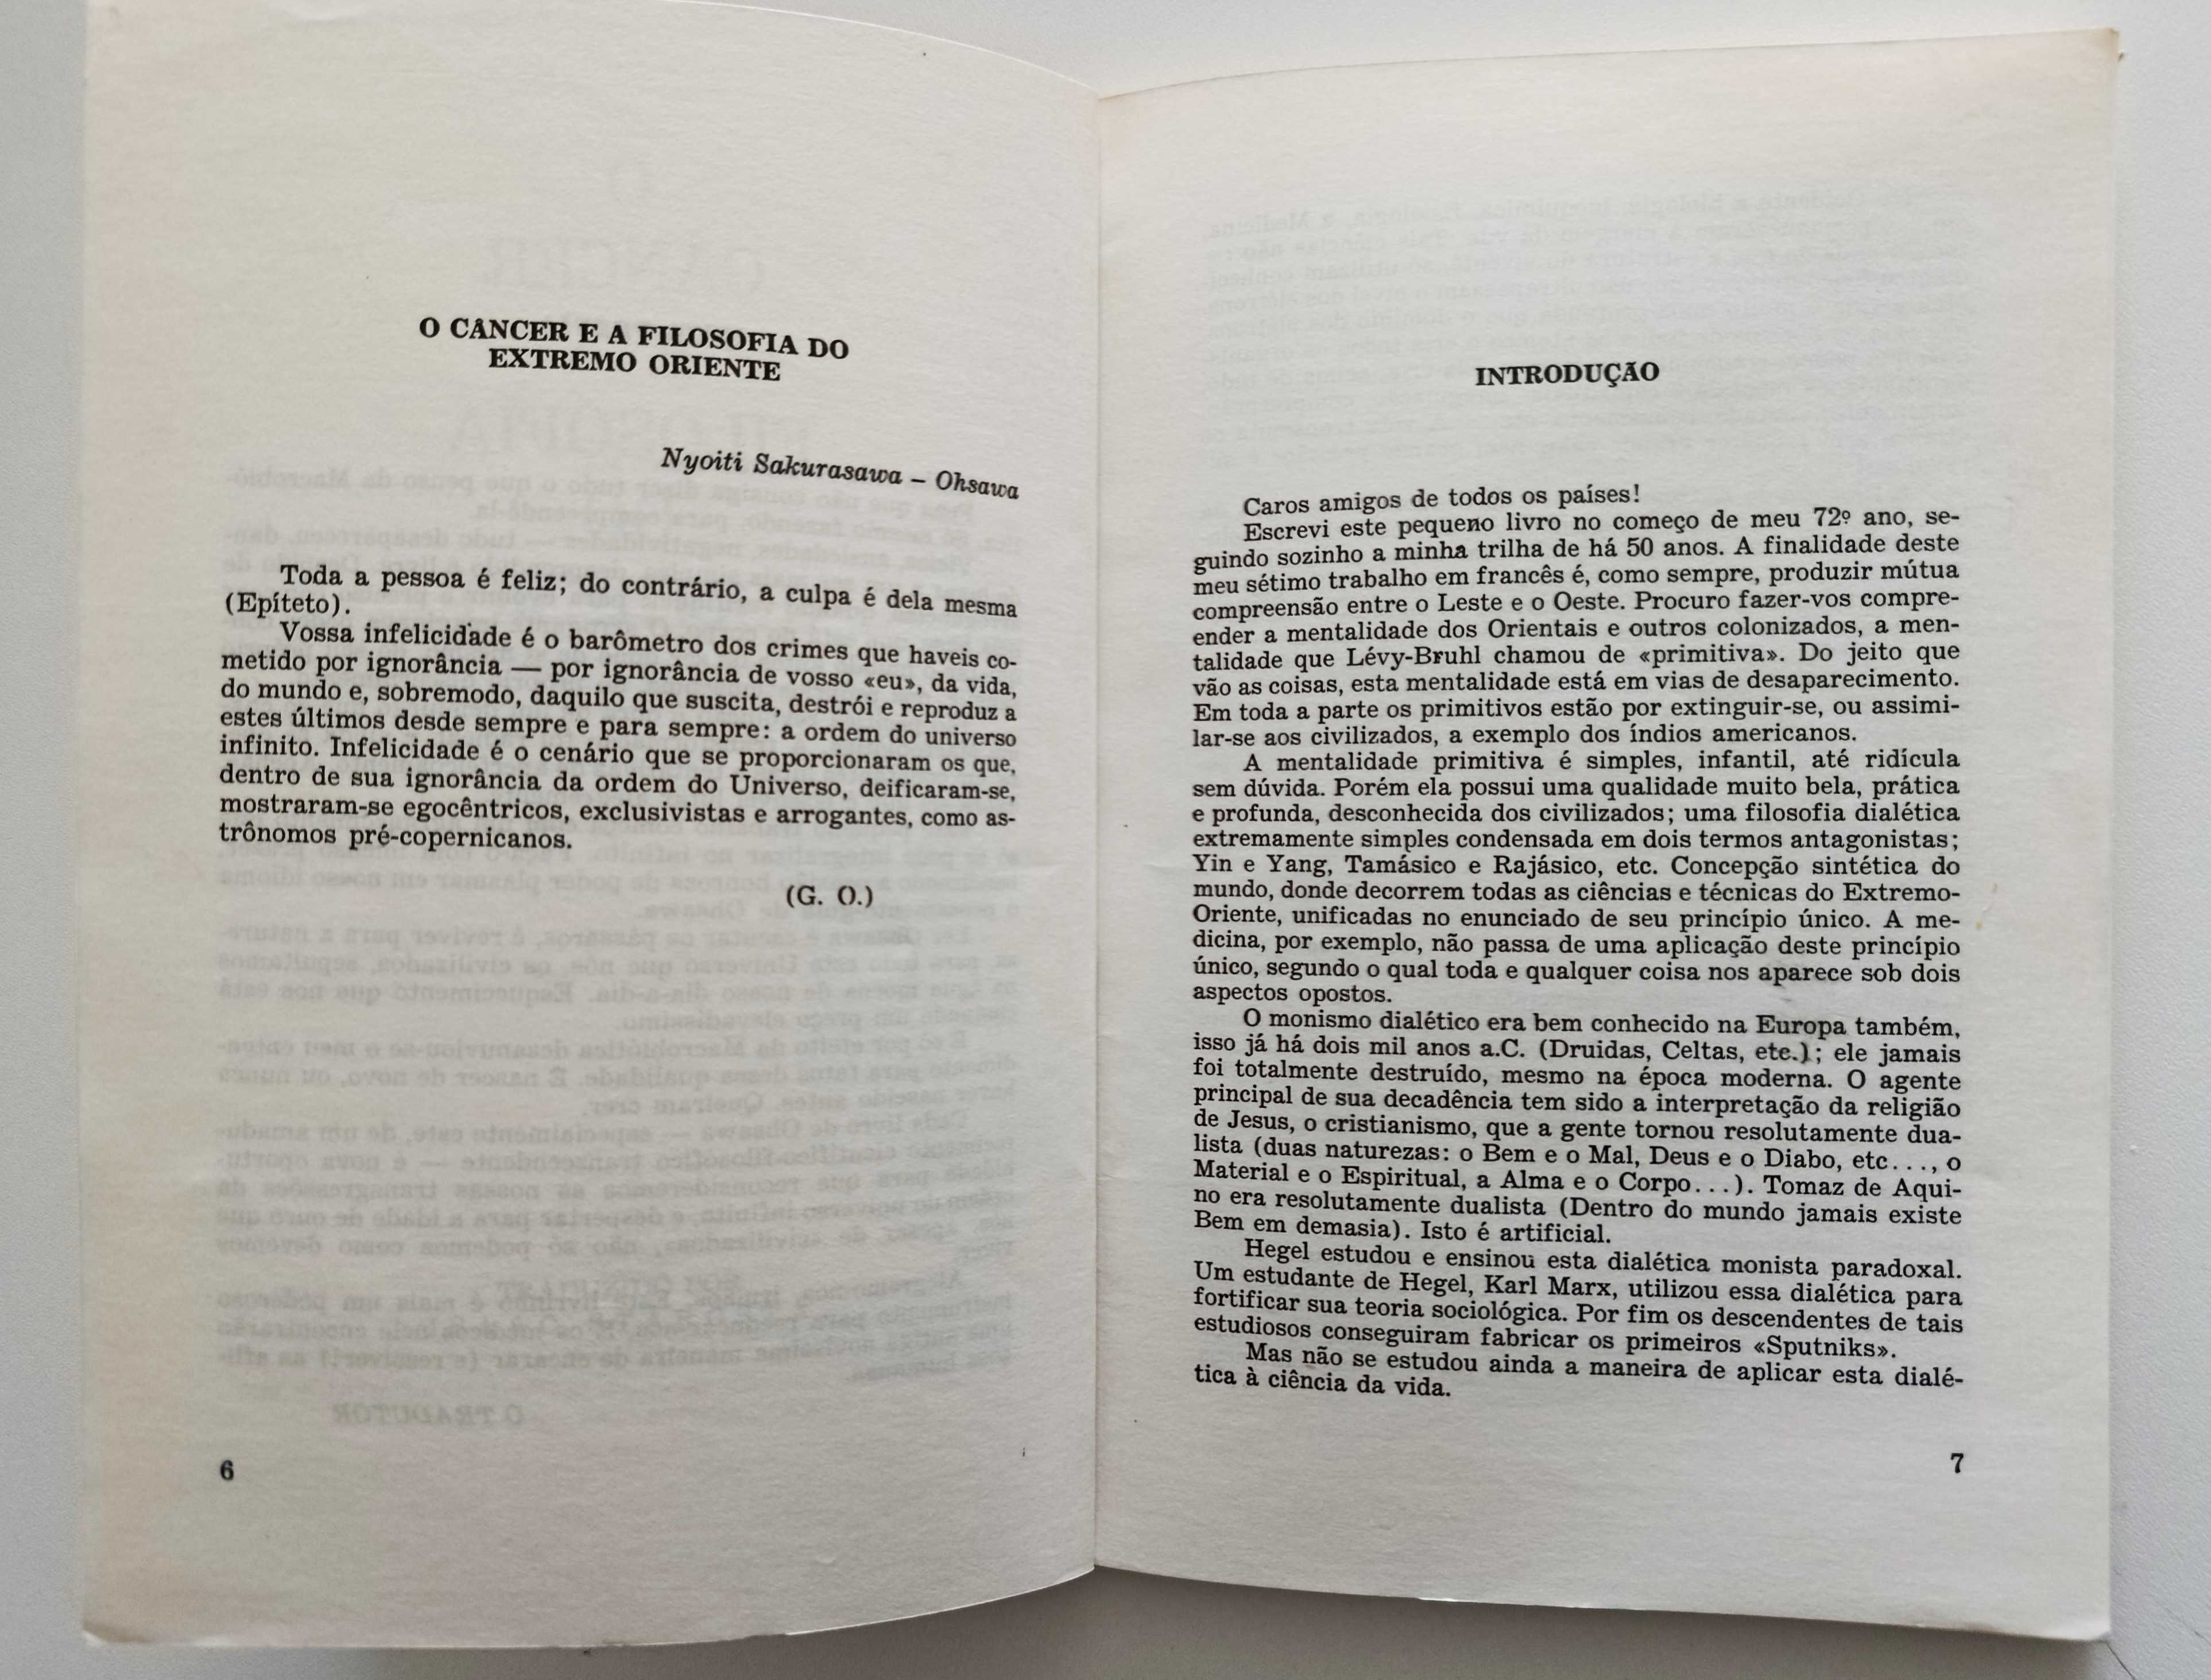 O CÂNCER E A FILOSOFIA DO
EXTREMO ORIENTE
Nyoiti Sakurasawa – Ohsawa
Toda a pessoa é feliz; do contrário, a culpa é dela mesma
(Epíteto).
Vossa infelicidade é o barômetro dos crimes que haveis co-
metido por ignorância — por ignorância de vosso «eu», da vida,
do mundo e, sobremodo, daquilo que suscita, destrói e reproduz a
estes últimos desde sempre e para sempre: a ordem do universo
infinito. Infelicidade é o cenário que se proporcionaram os que,
dentro de sua ignorância da ordem do Universo, deificaram-se,
mostraram-se egocêntricos, exclusivistas e arrogantes, como as-
trônomos pré-copernicanos.
(G. O.)
6
INTRODUÇÃO
Caros amigos de todos os países!
Escrevi este pequeno livro no começo de meu 72º ano, se-
guindo sozinho a minha trilha de há 50 anos. A finalidade deste
meu sétimo trabalho em francês é, como sempre, produzir mútua
compreensão entre o Leste e o Oeste. Procuro fazer-vos compre-
ender a mentalidade dos Orientais e outros colonizados, a men-
talidade que Lévy-Bruhl chamou de «primitiva». Do jeito que
vão as coisas, esta mentalidade está em vias de desaparecimento.
Em toda a parte os primitivos estão por extinguir-se, ou assimi-
lar-se aos civilizados, a exemplo dos índios americanos.
A mentalidade primitiva é simples, infantil, até ridícula
sem dúvida. Porém ela possui uma qualidade muito bela, prática
e profunda, desconhecida dos civilizados; uma filosofia dialética
extremamente simples condensada em dois termos antagonistas;
Yin e Yang, Tamásico e Rajásico, etc. Concepção sintética do
mundo, donde decorrem todas as ciências e técnicas do Extremo-
Oriente, unificadas no enunciado de seu princípio único. A me-
dicina, por exemplo, não passa de uma aplicação deste princípio
único, segundo o qual toda e qualquer coisa nos aparece sob dois
aspectos opostos.
O monismo dialético era bem conhecido na Europa também,
isso já há dois mil anos a.C. (Druidas, Celtas, etc.); ele jamais
foi totalmente destruído, mesmo na época moderna. O agente
principal de sua decadência tem sido a interpretação da religião
de Jesus, o cristianismo, que a gente tornou resolutamente dua-
lista (duas naturezas: o Bem e o Mal, Deus e o Diabo, etc..., o
Material e o Espiritual, a Alma e o Corpo...). Tomaz de Aqui-
no era resolutamente dualista (Dentro do mundo jamais existe
Bem em demasia). Isto é artificial.
Hegel estudou e ensinou esta dialética monista paradoxal.
Um estudante de Hegel, Karl Marx, utilizou essa dialética para
fortificar sua teoria sociológica. Por fim os descendentes de tais
estudiosos conseguiram fabricar os primeiros «Sputniks».
Mas não se estudou ainda a maneira de aplicar esta dialé-
tica à ciência da vida.
7